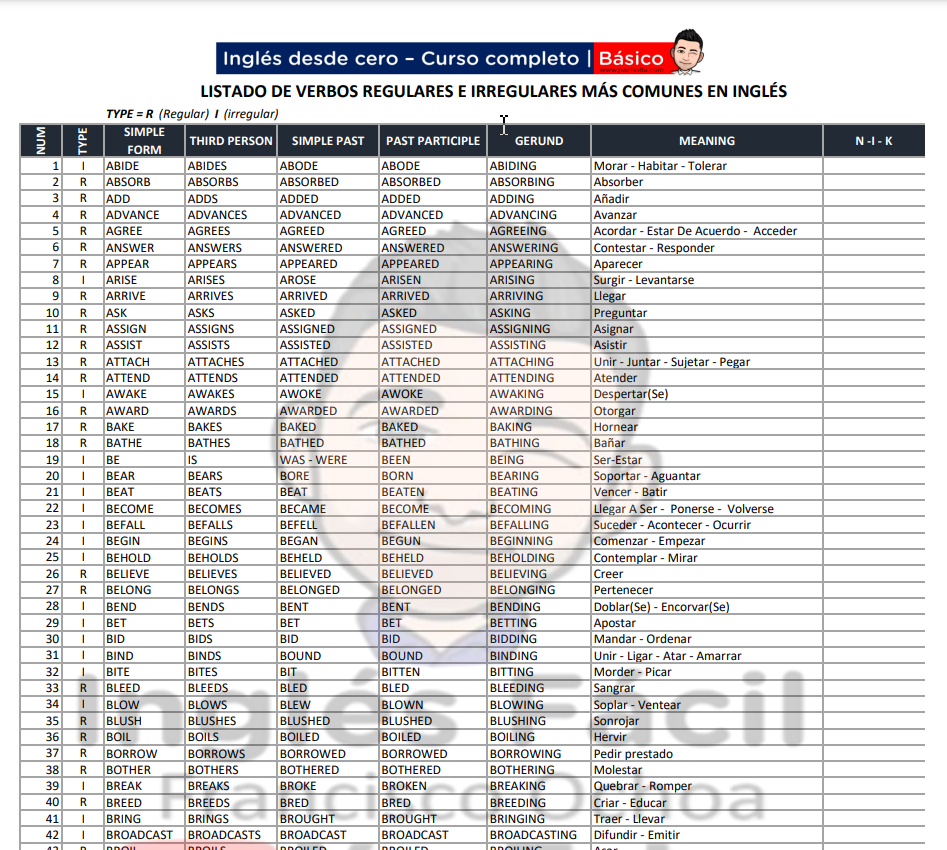 Inglés desde cero – Curso completo | Básico
LISTADO DE VERBOS REGULARES E IRREGULARES MÁS COMUNES EN INGLÉS
TYPE = R (Regular) I (irregular)
NUM TYPE SIMPLE FORM THIRD PERSON SIMPLE PAST PAST PARTICIPLE GERUND MEANING N -I - K
1 I ABIDE ABIDES ABODE ABODE ABIDING Morar - Habitar - Tolerar
2 R ABSORB ABSORBS ABSORBED ABSORBED ABSORBING Absorber
3 R ADD ADDS ADDED ADDED ADDING Añadir
4 R ADVANCE ADVANCES ADVANCED ADVANCED ADVANCING Avanzar
5 R AGREE AGREES AGREED AGREED AGREEING Acordar - Estar De Acuerdo - Acceder
6 R ANSWER ANSWERS ANSWERED ANSWERED ANSWERING Contestar - Responder
7 R APPEAR APPEARS APPEARED APPEARED APPEARING Aparecer
8 I ARISE ARISES AROSE ARISEN ARISING Surgir - Levantarse
9 R ARRIVE ARRIVES ARRIVED ARRIVED ARRIVING Llegar
10 R ASK ASKS ASKED ASKED ASKING Preguntar
11 R ASSIGN ASSIGNS ASSIGNED ASSIGNED ASSIGNING Asignar
12 R ASSIST ASSISTS ASSISTED ASSISTED ASSISTING Asistir
13 R ATTACH ATTACHES ATTACHED ATTACHED ATTACHING Unir - Juntar - Sujetar - Pegar
14 R ATTEND ATTENDS ATTENDED ATTENDED ATTENDING Atender
15 I AWAKE AWAKES AWOKE AWOKE AWAKING Despertar(Se)
16 R AWARD AWARDS AWARDED AWARDED AWARDING Otorgar
17 R BAKE BAKES BAKED BAKED BAKING Hornear
18 R BATHE BATHES BATHED BATHED BATHING Bañar
19 I BE IS WAS - WERE BEEN BEING Ser-Estar
20 I BEAR BEARS BORE BORN BEARING Soportar - Aguantar
21 I BEAT BEATS BEAT BEATEN BEATING Vencer - Batir
22 I BECOME BECOMES BECAME BECOME BECOMING Llegar A Ser - Ponerse - Volverse
23 I BEFALL BEFALLS BEFELL BEFALLEN BEFALLING Suceder - Acontecer - Ocurrir
24 I BEGIN BEGINS BEGAN BEGUN BEGINNING Comenzar - Empezar
25 I BEHOLD BEHOLDS BEHELD BEHELD BEHOLDING Contemplar - Mirar
26 R BELIEVE BELIEVES BELIEVED BELIEVED BELIEVING Creer
27 R BELONG BELONGS BELONGED BELONGED BELONGING Pertenecer
28 I BEND BENDS BENT BENT BENDING Doblar(Se) - Encorvar(Se)
29 I BET BETS BET BET BETTING Apostar
30 I BID BIDS BID BID BIDDING Mandar - Ordenar
31 I BIND BINDS BOUND BOUND BINDING Unir - Ligar - Atar - Amarrar
32 I BITE BITES BIT BITTEN BITTING Morder - Picar
33 R BLEED BLEEDS BLED BLED BLEEDING Sangrar
34 I BLOW BLOWS BLEW BLOWN BLOWING Soplar - Ventear
35 R BLUSH BLUSHES BLUSHED BLUSHED BLUSHING Sonrojar
36 R BOIL BOILS BOILED BOILED BOILING Hervir
37 R BORROW BORROWS BORROWED BORROWED BORROWING Pedir prestado
38 R BOTHER BOTHERS BOTHERED BOTHERED BOTHERING Molestar
39 I BREAK BREAKS BROKE BROKEN BREAKING Quebrar - Romper
40 R BREED BREEDS BRED BRED BREEDING Criar - Educar
41 I BRING BRINGS BROUGHT BROUGHT BRINGING Traer - Llevar
42 I BROADCAST BROADCASTS BROADCAST BROADCAST BROADCASTING Difundir - Emitir
Inglés Fácil
Francisco Ochoa